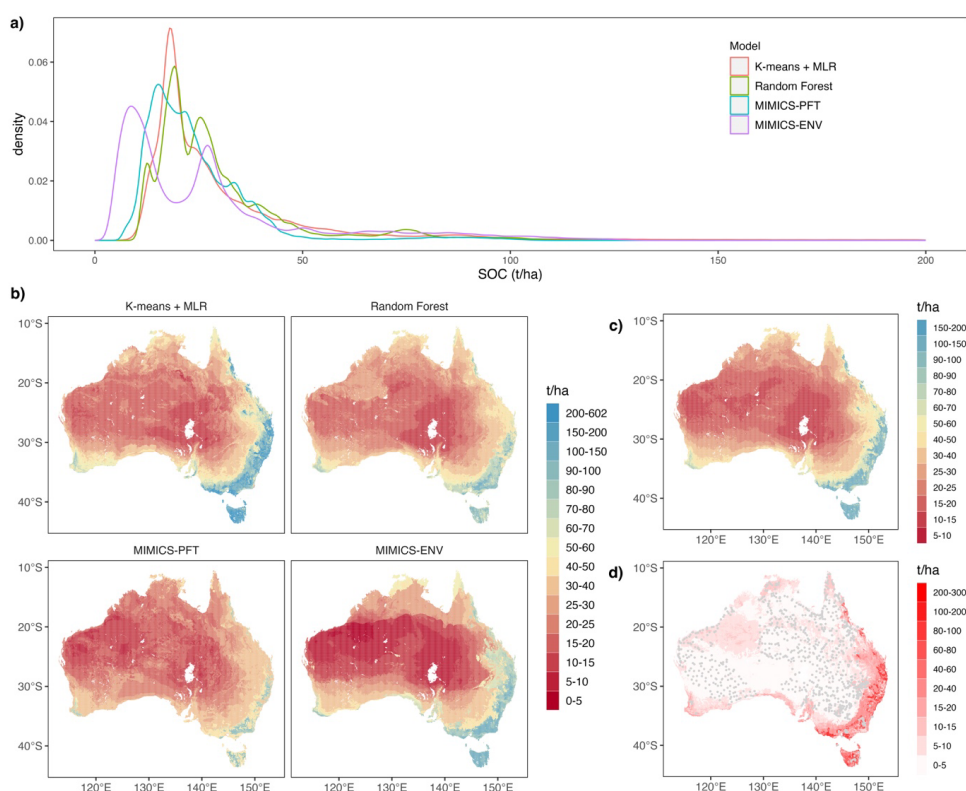 a)
density
0.06
0.04
0.02
0.00
0
50
100
150
200
SOC (t/ha)
Model
K-means + MLR
Random Forest
MIMICS-PFT
MIMICS-ENV
b)
K-means + MLR
Random Forest
10°S
20°S
30°S
40°S
MIMICS-PFT
MIMICS-ENV
10°S
20°S
30°S
40°S
120°E
130°E
140°E
150°E
120°E
130°E
140°E
150°E
t/ha
200-602
150-200
100-150
90-100
80-90
70-80
60-70
50-60
40-50
30-40
25-30
20-25
15-20
10-15
5-10
0-5
c)
10°S
20°S
30°S
40°S
120°E
130°E
140°E
150°E
t/ha
150-200
100-150
90-100
80-90
70-80
60-70
50-60
40-50
30-40
25-30
20-25
15-20
10-15
5-10
d)
10°S
20°S
30°S
40°S
120°E
130°E
140°E
150°E
t/ha
200-300
100-200
80-100
60-80
40-60
20-40
15-20
10-15
5-10
0-5